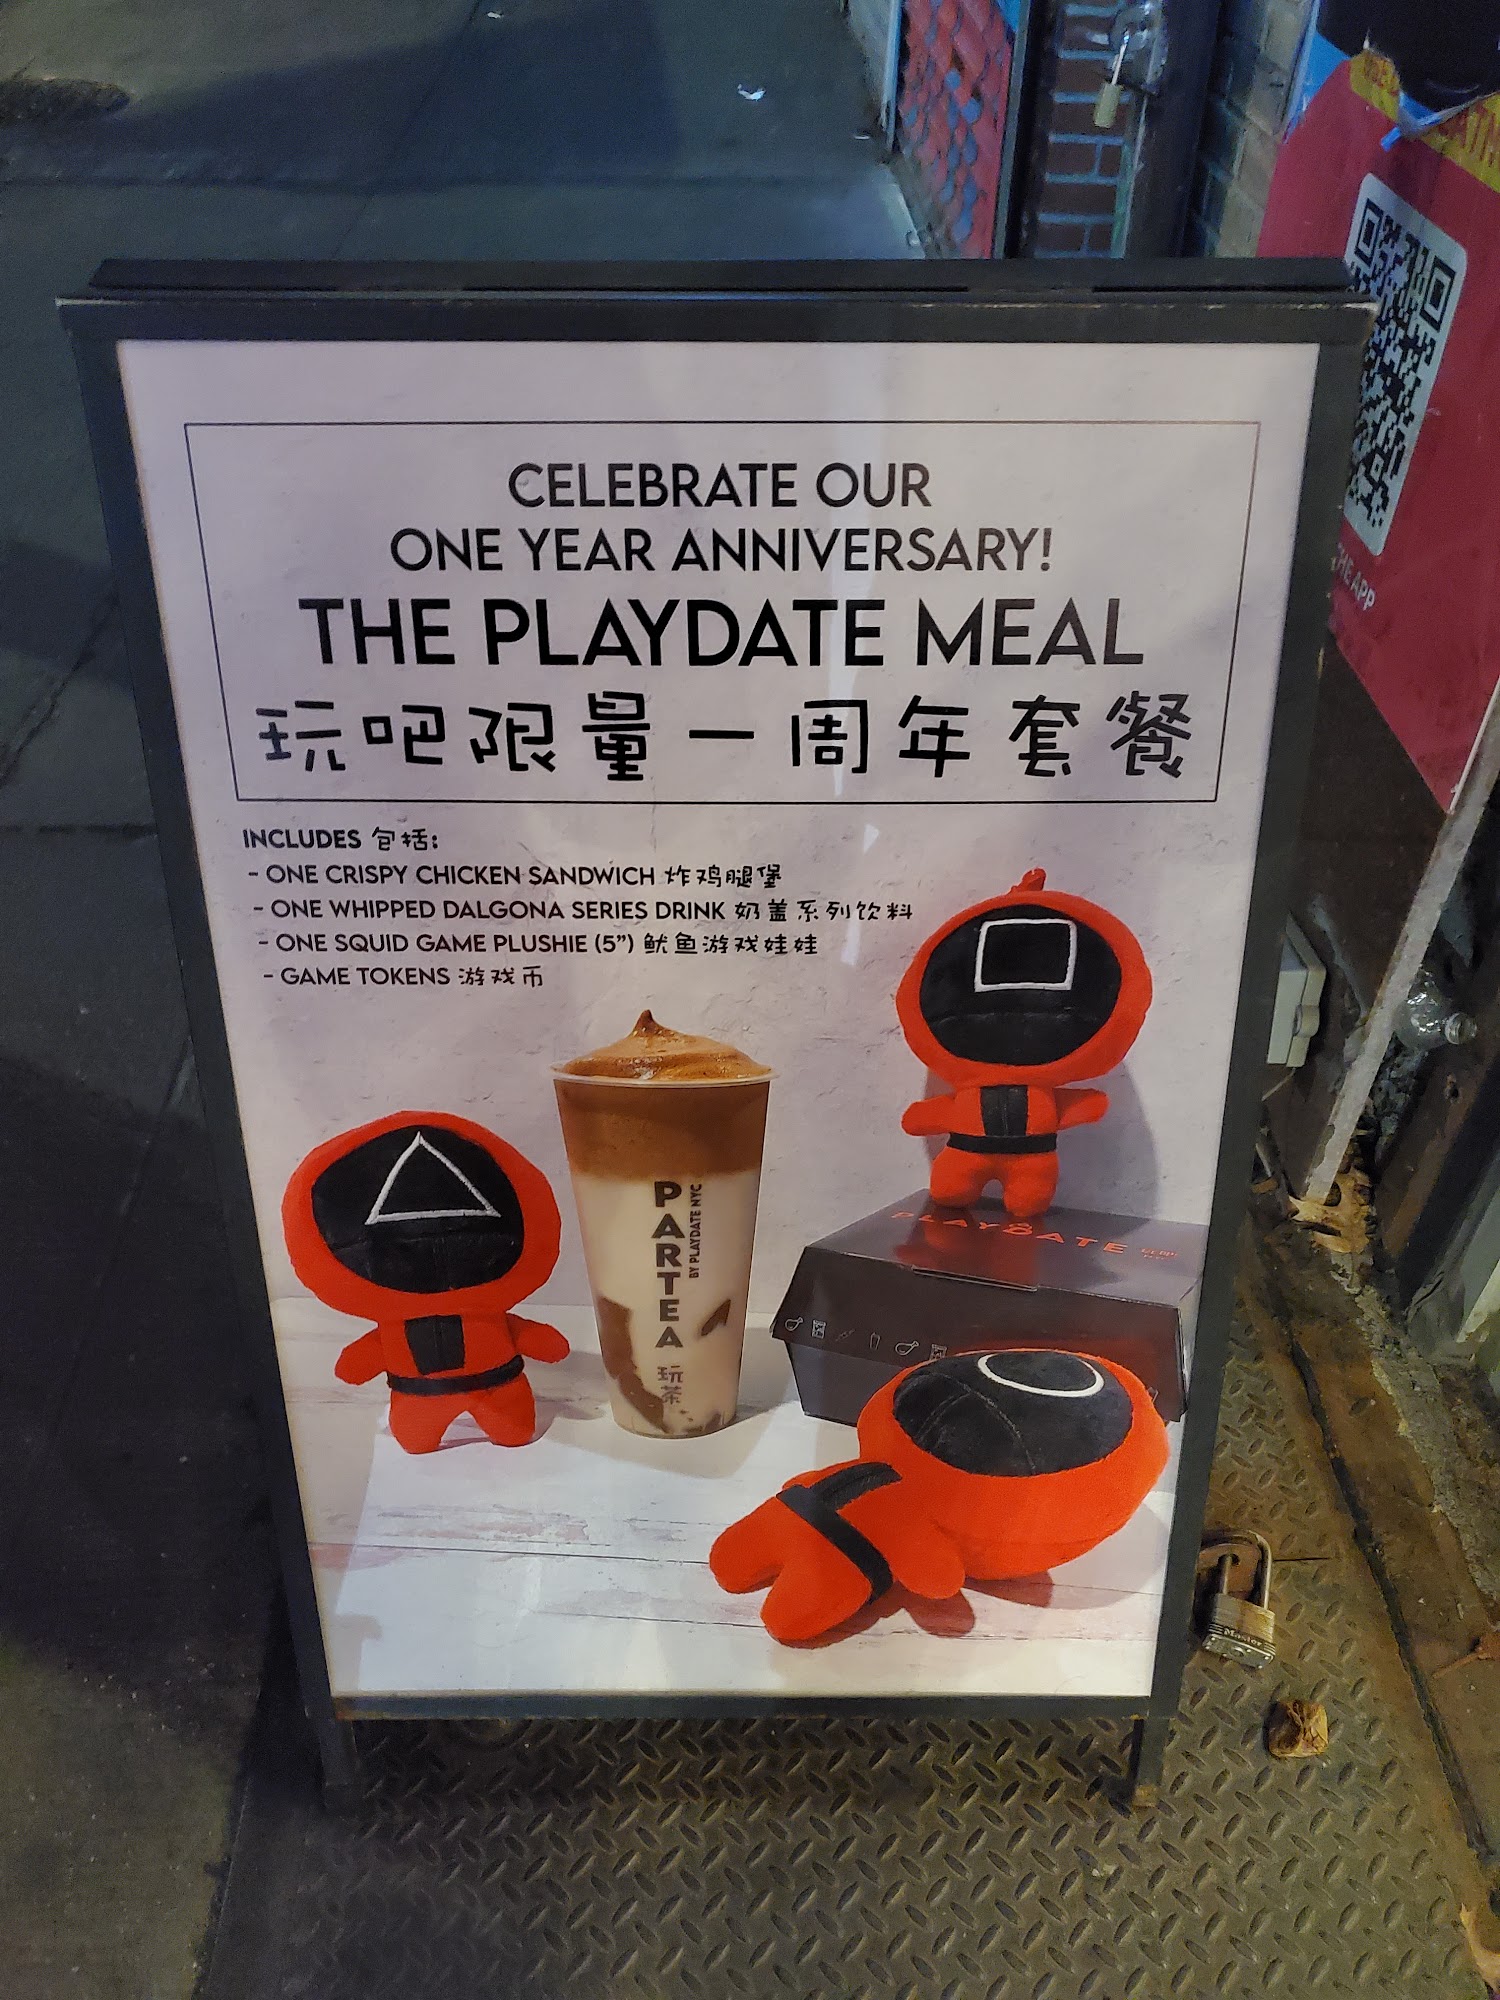 CELEBRATE OUR
ONE YEAR ANNIVERSARY!
THE PLAYDATE MEAL
玩吧限量一周年套餐
INCLUDES 包括:
- ONE CRISPY CHICKEN SANDWICH 炸鸡腿堡
- ONE WHIPPED DALGONA SERIES DRINK 奶盖系列饮料
- ONE SQUID GAME PLUSHIE (5") 鱿鱼游戏娃娃
- GAME TOKENS 游戏币
PARTEA
BY PLAYDATE NYC
玩茶
PLAYDATE
THE APP
Master